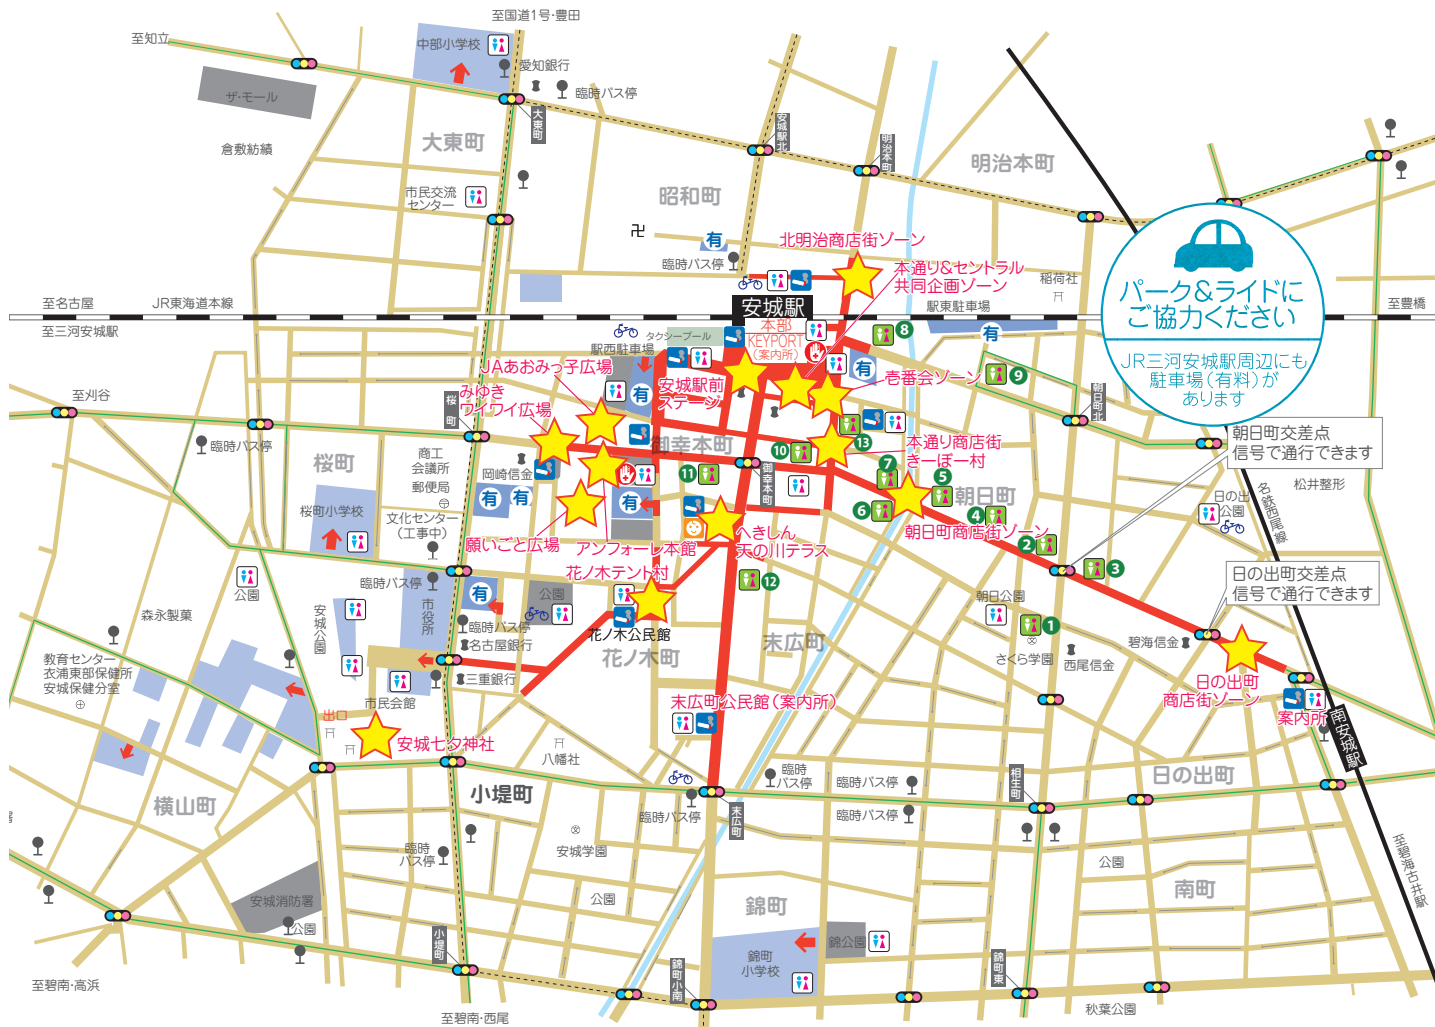 至国道1号・豊田
至知立
中部小学校
愛知銀行
臨時バス停
ザ・モール
大東町
大東町
安城駅北
明治本町
明治本町
倉敷紡績
市民交流
センター
昭和町
卍
有
臨時バス停
北明治商店街ゾーン
本通り&セントラル
共同企画ゾーン
稲荷社
パーク&ライドに
ご協力ください
JR三河安城駅周辺にも
駐車場(有料)が
あります
至名古屋
JR東海道本線
至三河安城駅
安城駅
駅東駐車場
有
至豊橋
本部
KEYPORT
(案内所)
タクシープール
駅西駐車場
8
有
壱番会ゾーン
9
朝日町北
JAあおみっ子広場
みゆき
ワイワイ広場
安城駅前
ステージ
有
至刈谷
桜町
臨時バス停
桜町
商工
会議所
郵便局
岡崎信金
御幸本町
御幸本町
10
13
本通り商店街
きーぼー村
朝日町交差点
信号で通行できます
11
7
5
6
4
朝日町
朝日町商店街ゾーン
2
3
日の出
公園
名鉄西尾線
松井整形
有
有
有
桜町小学校
文化センター
(工事中)
願いごと広場
アンフォーレ本館
へきしん
天の川テラス
花ノ木テント村
12
日の出町交差点
信号で通行できます
公園
臨時バス停
市役所
有
公園
臨時バス停
名古屋銀行
花ノ木公民館
花ノ木町
末広町
朝日公園
1
さくら学園
西尾信金
碧海信金
森永製菓
安城公園
教育センター
衣浦東部保健所
安城保健分室
三重銀行
市民会館
出口
安城七夕神社
末広町公民館(案内所)
日の出町
商店街ゾーン
案内所
南安城駅
八幡社
小堤町
臨時
バス停
臨時バス停
相生町
日の出町
横山町
臨時バス停
末広町
臨時バス停
臨時
バス停
安城学園
公園
公園
至碧海古井駅
安城消防署
公園
南町
錦町
小堤町
錦町小南
錦町
小学校
錦公園
錦町東
至碧南・高浜
至碧南・西尾
秋葉公園